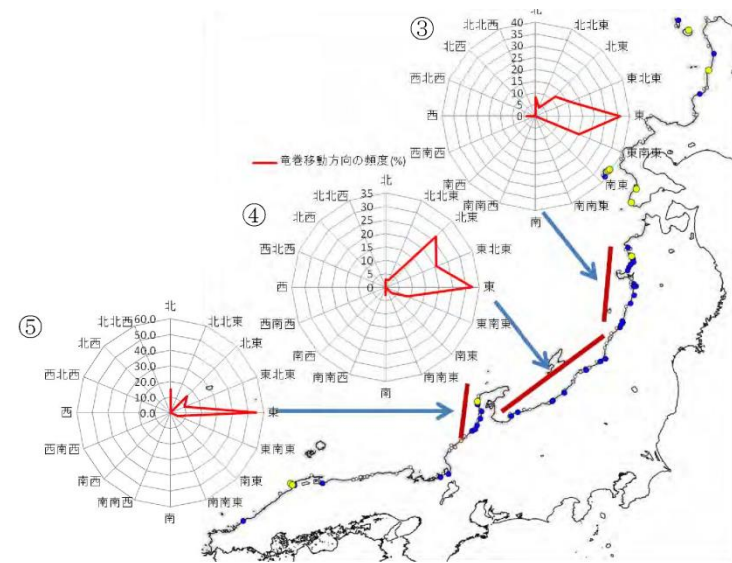 ③
北
北北東
北東
東北東
東
東南東
南東
南南東
南
南南西
南西
西南西
西
西北西
北西
北北西
40
35
30
25
20
15
10
5
0
竜巻移動方向の頻度(%)
④
北
北北東
北東
東北東
東
東南東
南東
南南東
南
南南西
南西
西南西
西
西北西
北西
北北西
35
30
25
20
15
10
5
0
⑤
北
北北東
北東
東北東
東
東南東
南東
南南東
南
南南西
南西
西南西
西
西北西
北西
北北西
60.0
50.0
40.0
30.0
20.0
10.0
0.0